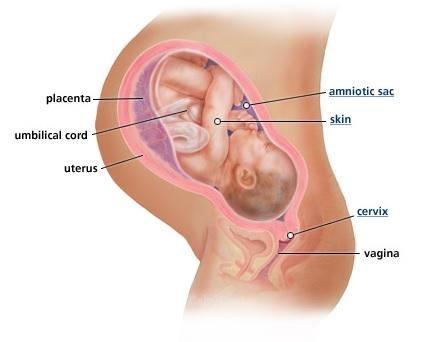 placenta
umbilical cord
uterus
amniotic sac
skin
cervix
vagina